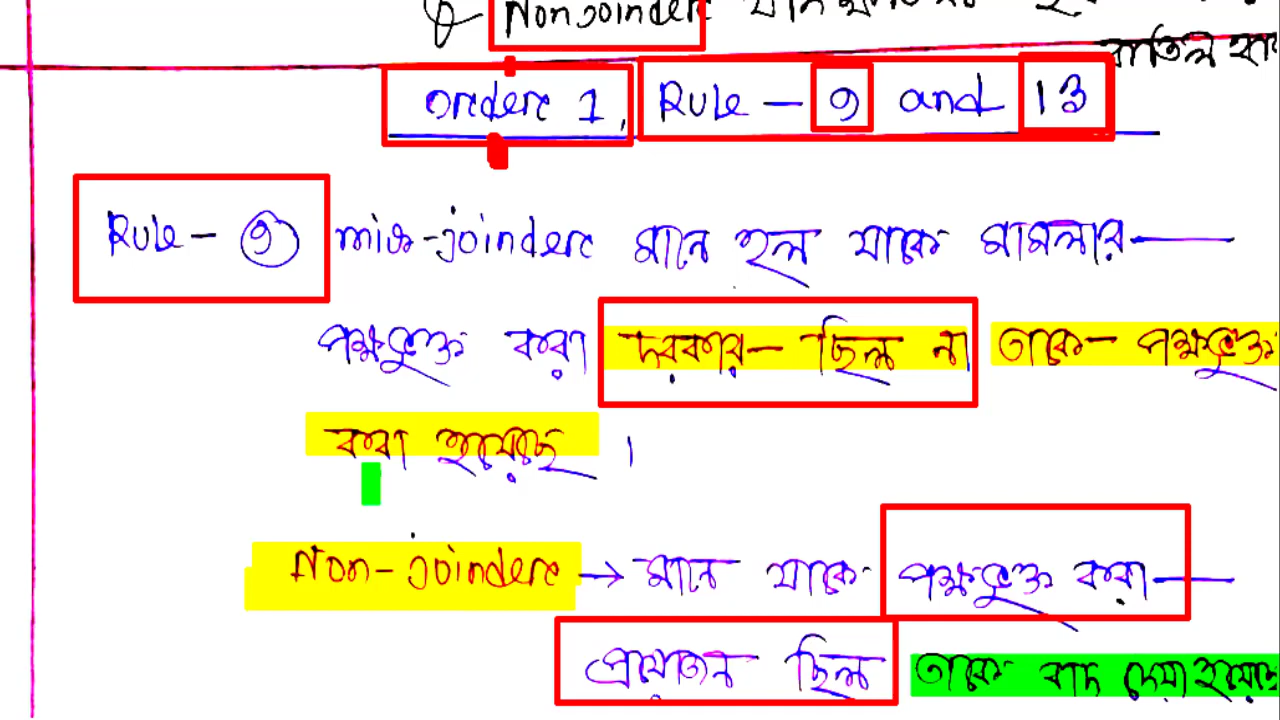 Nonjoinder
বাতিল
Order 1, Rule - 9 and 13
Rule - 9 mis-joinder মানে হল যাকে মামলার
পক্ষভুক্ত করা দরকার ছিল না তাকে পক্ষভুক্ত
করা হয়েছে ।
Non-joinder → মানে যাকে পক্ষভুক্ত করা
প্রয়োজন ছিল তাকে বাদ দেয়া হয়েছে